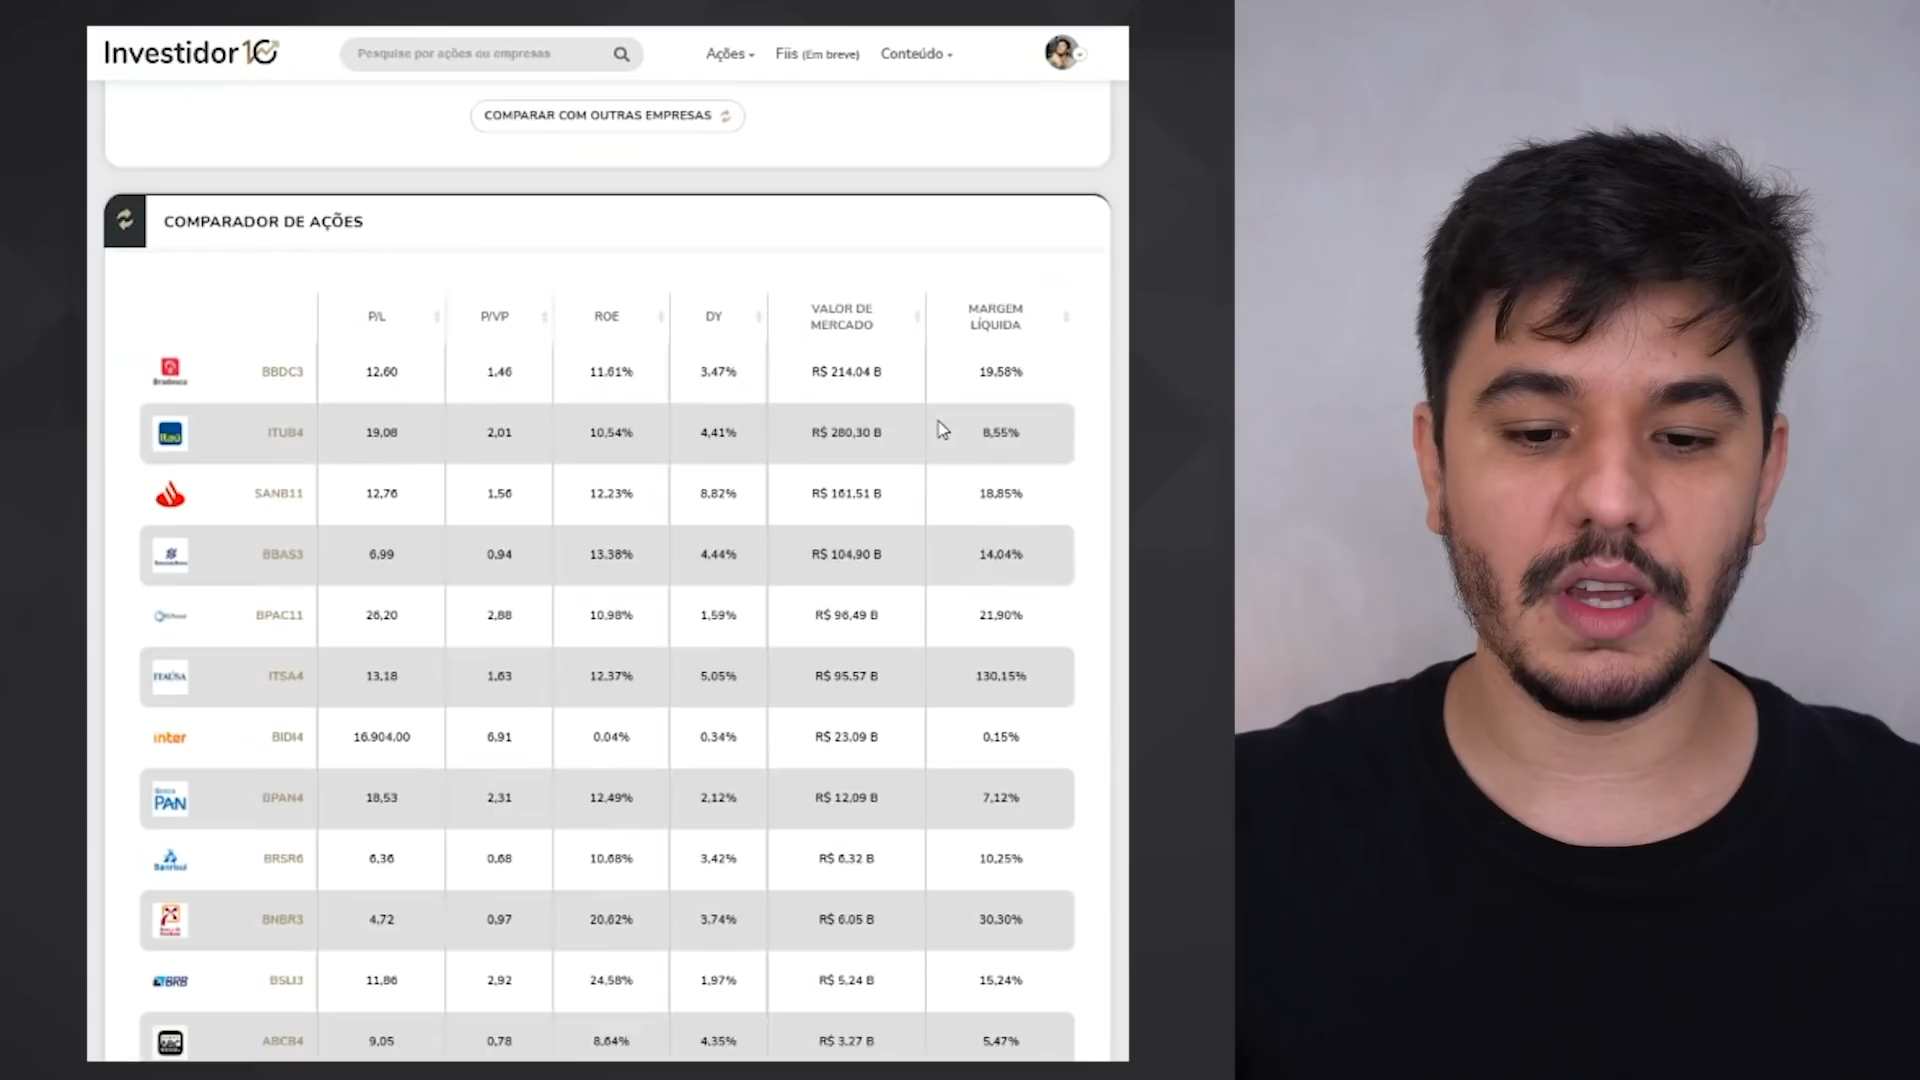 Investidor 10
Pesquise por ações ou empresas
Ações
Fiis (Em breve)
Conteúdo
COMPARAR COM OUTRAS EMPRESAS
COMPARADOR DE AÇÕES
P/L P/VP ROE DY VALOR DE MERCADO MARGEM LÍQUIDA
Bradesco BBDC3 12,60 1,46 11,61% 3,47% R$ 214,04 B 19,58%
Itaú ITUB4 19,08 2,01 10,54% 4,41% R$ 280,30 B 8,55%
SANB11 12,76 1,56 12,23% 8,82% R$ 161,51 B 18,85%
BBAS3 6,99 0,94 13,38% 4,44% R$ 104,90 B 14,04%
BPAC11 26,20 2,88 10,98% 1,59% R$ 96,49 B 21,90%
ITAÚSA ITSA4 13,18 1,63 12,37% 5,05% R$ 95,57 B 130,15%
inter BIDI4 16.904,00 6,91 0,04% 0,34% R$ 23,09 B 0,15%
Banco PAN BPAN4 18,53 2,31 12,49% 2,12% R$ 12,09 B 7,12%
Banrisul BRSR6 6,36 0,68 10,68% 3,42% R$ 6,32 B 10,25%
BNBR3 4,72 0,97 20,62% 3,74% R$ 6,05 B 30,30%
BRB BSLI3 11,86 2,92 24,58% 1,97% R$ 5,24 B 15,24%
ABCB4 9,05 0,78 8,64% 4,35% R$ 3,27 B 5,47%